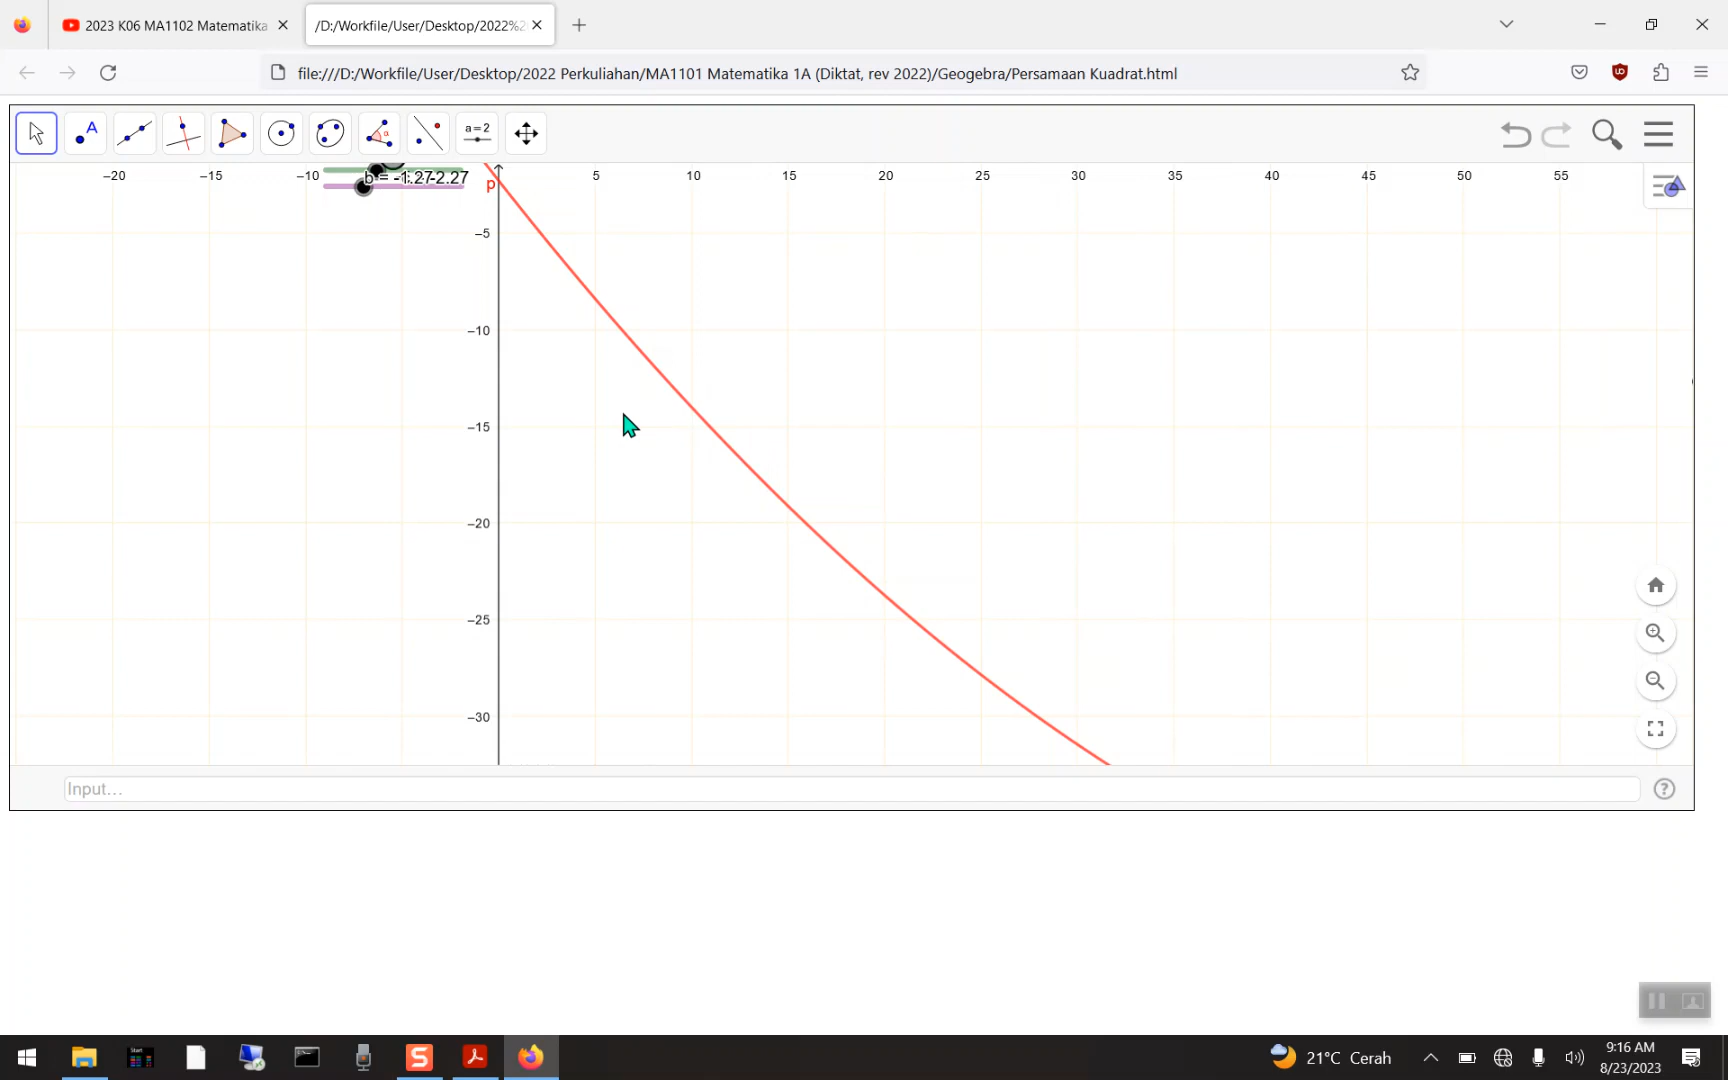 2023 K06 MA1102 Matematika
/D:/Workfile/User/Desktop/2022%2
file:///D:/Workfile/User/Desktop/2022 Perkuliahan/MA1101 Matematika 1A (Diktat, rev 2022)/Geogebra/Persamaan Kuadrat.html
A
α
a=2
−20 −15 −10 5 10 15 20 25 30 35 40 45 50 55
b = -1.27 -2.27
p
−5
−10
−15
−20
−25
−30
Input…
?
Start
S
21°C Cerah
9:16 AM
8/23/2023